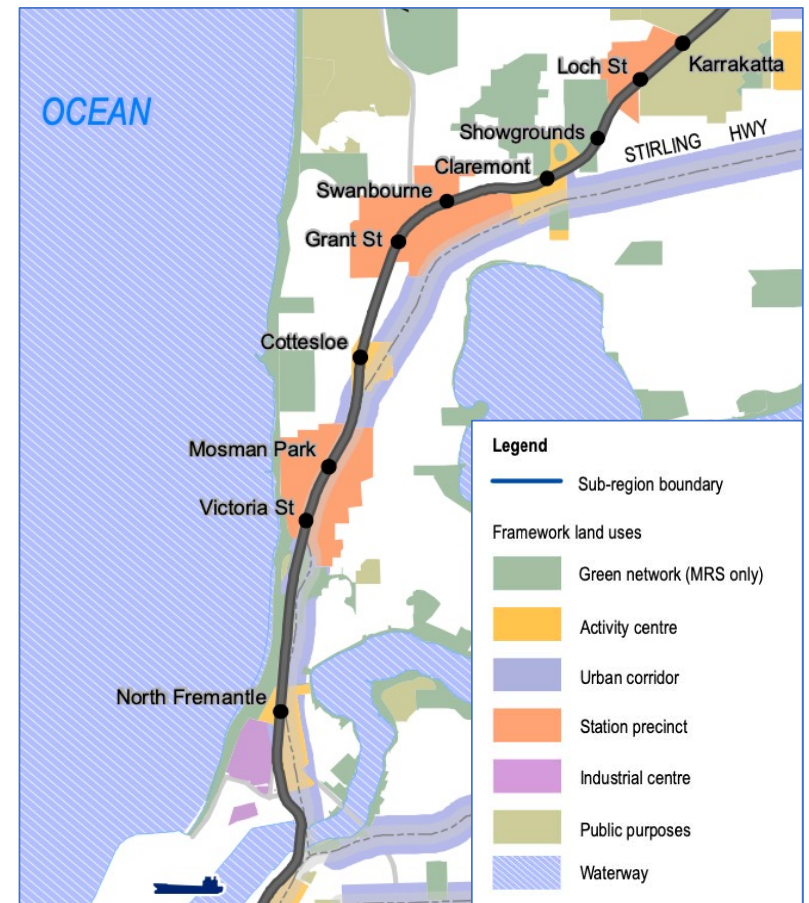 OCEAN
Loch St
Karrakatta
Showgrounds
STIRLING HWY
Claremont
Swanbourne
Grant St
Cottesloe
Mosman Park
Victoria St
North Fremantle
Legend
Sub-region boundary
Framework land uses
Green network (MRS only)
Activity centre
Urban corridor
Station precinct
Industrial centre
Public purposes
Waterway